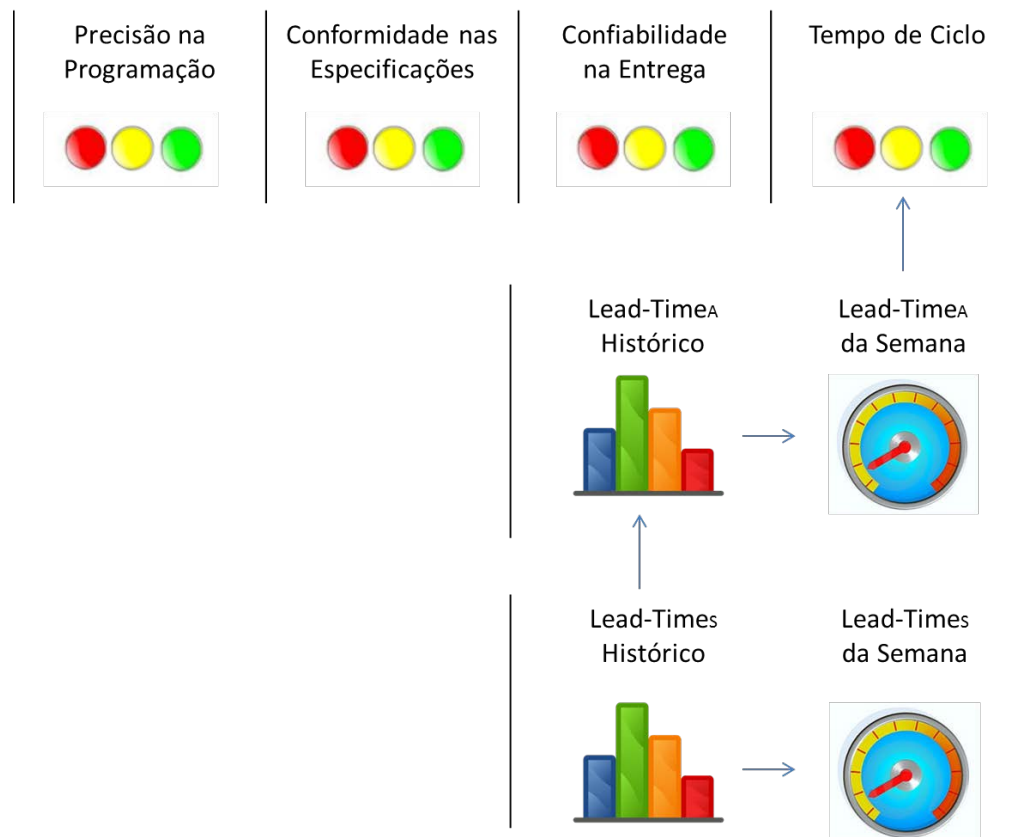 Precisão na
Programação
Conformidade nas
Especificações
Confiabilidade
na Entrega
Tempo de Ciclo
Lead-TimeA
Histórico
Lead-TimeA
da Semana
Lead-TimeS
Histórico
Lead-TimeS
da Semana